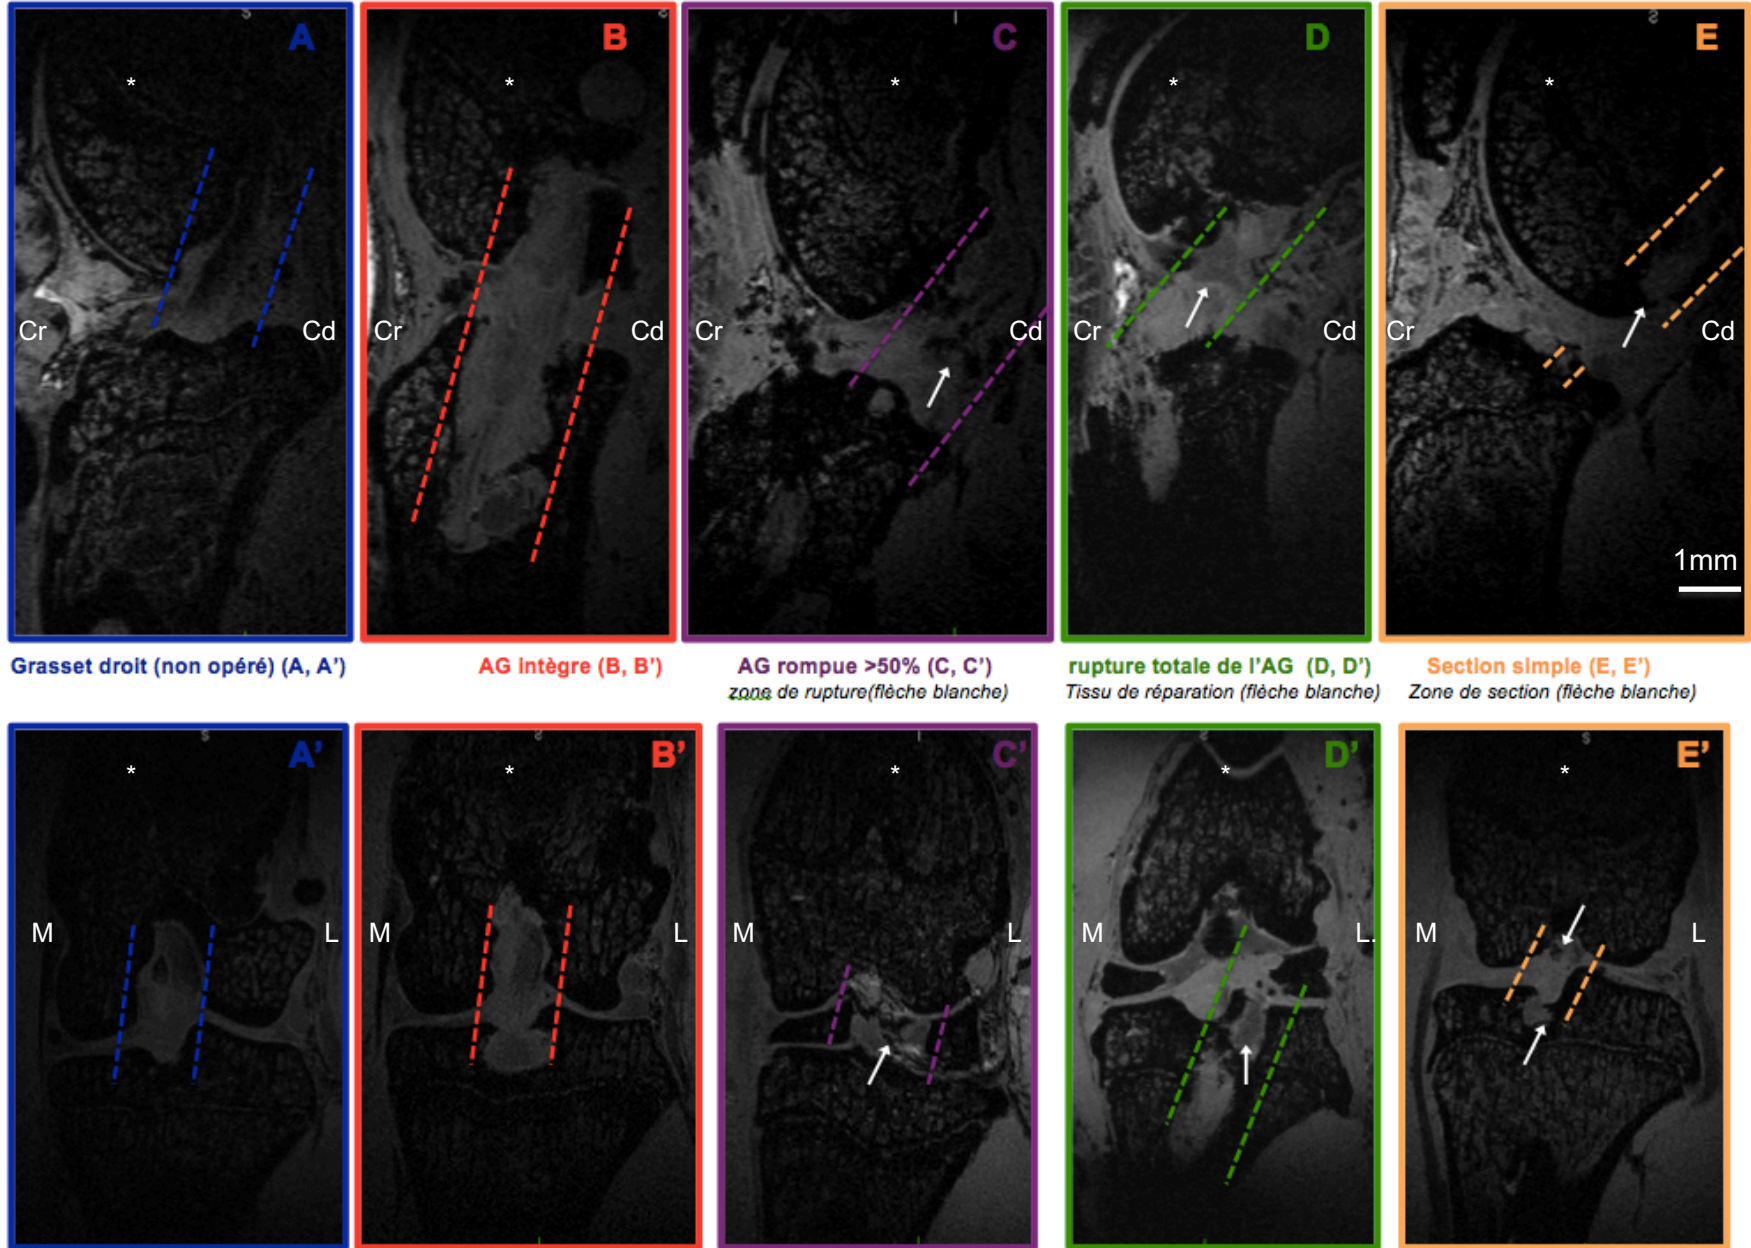 S S I S
A B C D E
* * * * *
Cr Cd Cr Cd Cr Cd Cr Cd Cr Cd
1mm
Grasset droit (non opéré) (A, A’) AG intègre (B, B’) AG rompue >50% (C, C’) rupture totale de l’AG (D, D’) Section simple (E, E’)
zone de rupture(flèche blanche) Tissu de réparation (flèche blanche) Zone de section (flèche blanche)
S S I S S
A’ B’ C’ D’ E’
* * * * *
M L M L M L M L. M L